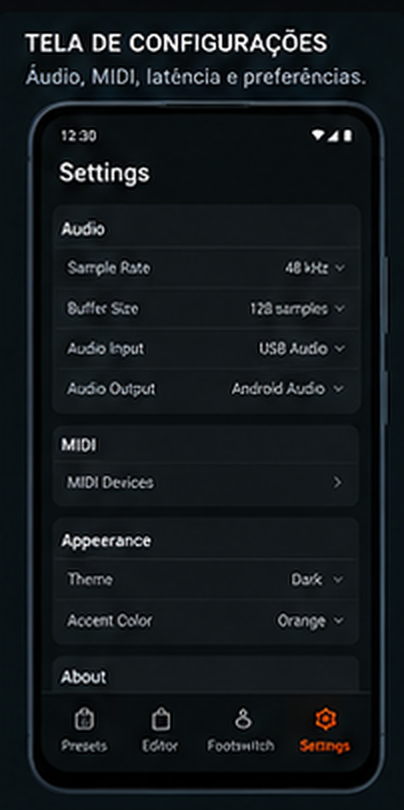 TELA DE CONFIGURAÇÕES
Áudio, MIDI, latência e preferências.
12:30
Settings
Audio
Sample Rate 48 kHz
Buffer Size 128 samples
Audio Input USB Audio
Audio Output Android Audio
MIDI
MIDI Devices
Appeerance
Theme Dark
Accent Color Orange
About
Presets Editor Footswitch Settings